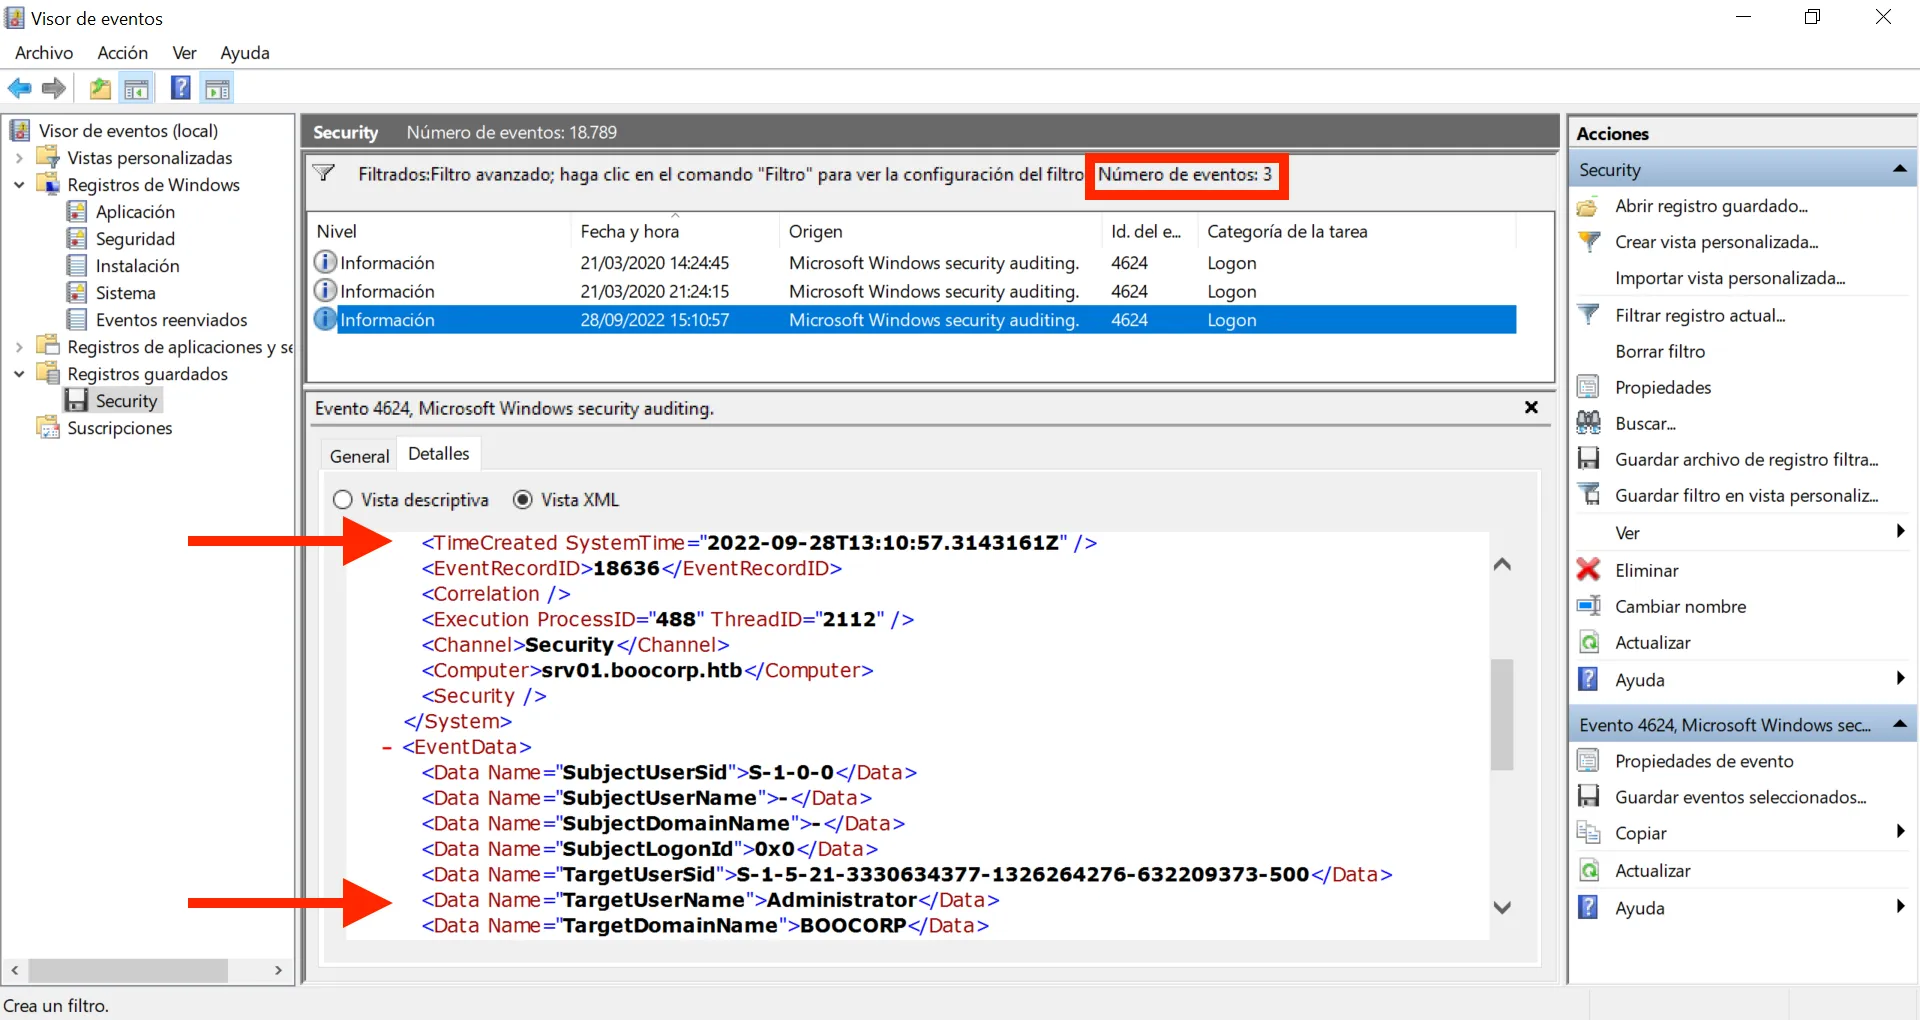 Visor de eventos
Archivo Acción Ver Ayuda
Visor de eventos (local)
Vistas personalizadas
Registros de Windows
Aplicación
Seguridad
Instalación
Sistema
Eventos reenviados
Registros de aplicaciones y se
Registros guardados
Security
Suscripciones
Security Número de eventos: 18.789
Filtrados:Filtro avanzado; haga clic en el comando "Filtro" para ver la configuración del filtro Número de eventos: 3
Nivel Fecha y hora Origen Id. del e... Categoría de la tarea
Información 21/03/2020 14:24:45 Microsoft Windows security auditing. 4624 Logon
Información 21/03/2020 21:24:15 Microsoft Windows security auditing. 4624 Logon
Información 28/09/2022 15:10:57 Microsoft Windows security auditing. 4624 Logon
Evento 4624, Microsoft Windows security auditing.
General Detalles
Vista descriptiva Vista XML
<TimeCreated SystemTime="2022-09-28T13:10:57.3143161Z" />
<EventRecordID>18636</EventRecordID>
<Correlation />
<Execution ProcessID="488" ThreadID="2112" />
<Channel>Security</Channel>
<Computer>srv01.boocorp.htb</Computer>
<Security />
</System>
- <EventData>
<Data Name="SubjectUserSid">S-1-0-0</Data>
<Data Name="SubjectUserName">-</Data>
<Data Name="SubjectDomainName">-</Data>
<Data Name="SubjectLogonId">0x0</Data>
<Data Name="TargetUserSid">S-1-5-21-3330634377-1326264276-632209373-500</Data>
<Data Name="TargetUserName">Administrator</Data>
<Data Name="TargetDomainName">BOOCORP</Data>
Acciones
Security
Abrir registro guardado...
Crear vista personalizada...
Importar vista personalizada...
Filtrar registro actual...
Borrar filtro
Propiedades
Buscar...
Guardar archivo de registro filtra...
Guardar filtro en vista personaliz...
Ver
Eliminar
Cambiar nombre
Actualizar
Ayuda
Evento 4624, Microsoft Windows sec...
Propiedades de evento
Guardar eventos seleccionados...
Copiar
Actualizar
Ayuda
Crea un filtro.